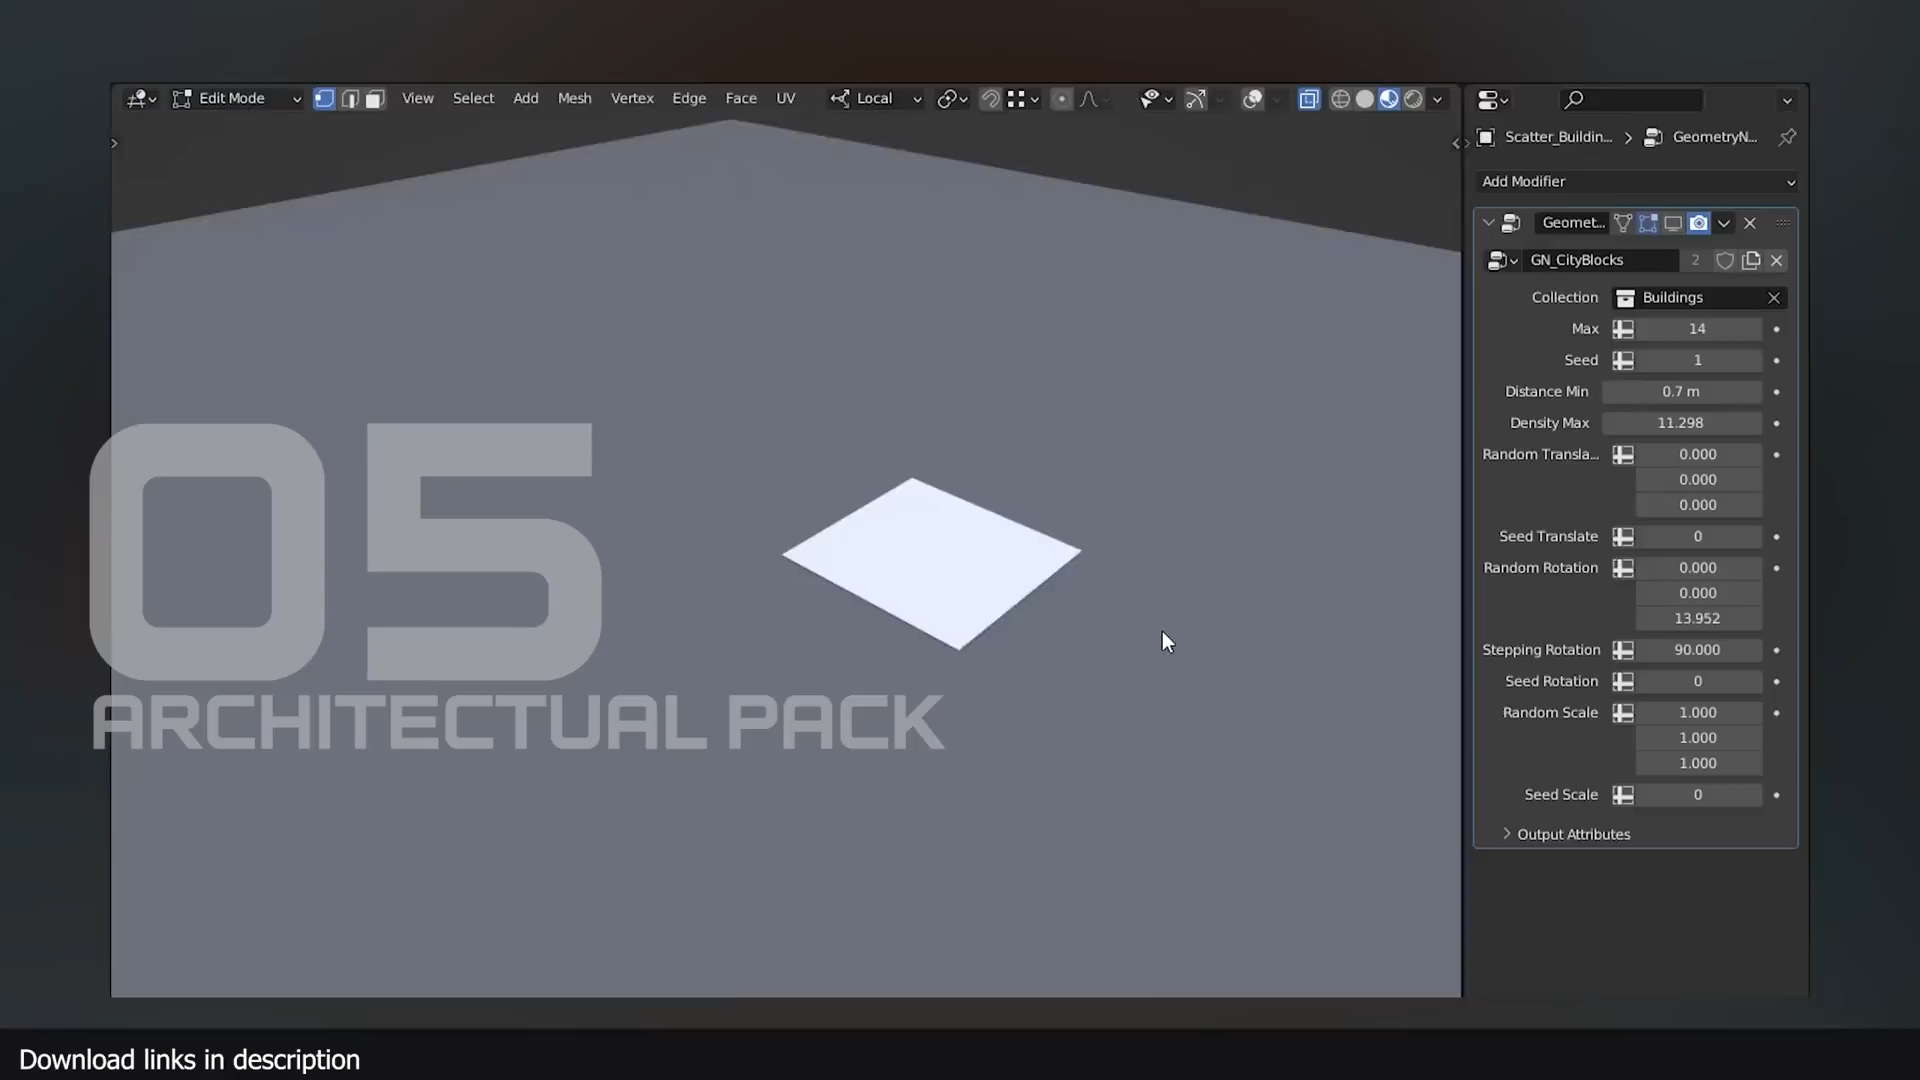 Edit Mode View Select Add Mesh Vertex Edge Face UV Local
Scatter_Buildin... GeometryN...
Add Modifier
Geomet...
GN_CityBlocks 2
Collection Buildings
Max 14
Seed 1
Distance Min 0.7 m
Density Max 11.298
Random Transla... 0.000
0.000
0.000
Seed Translate 0
Random Rotation 0.000
0.000
13.952
Stepping Rotation 90.000
Seed Rotation 0
Random Scale 1.000
1.000
1.000
Seed Scale 0
Output Attributes
05
ARCHITECTUAL PACK
Download links in description